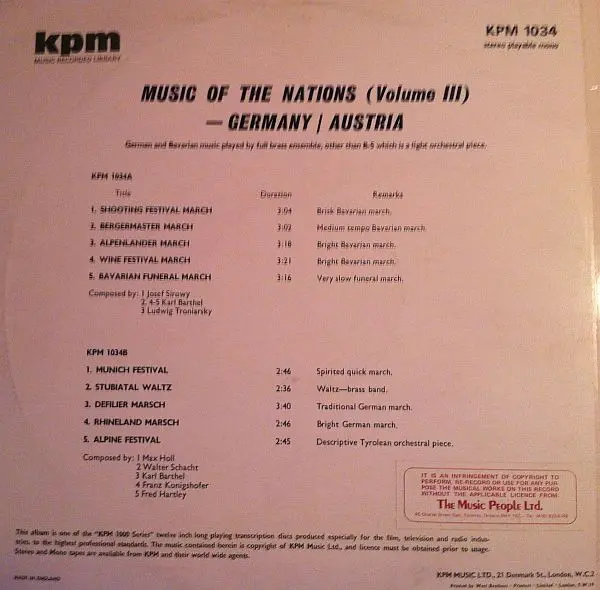 kpm
MUSIC RECORDED LIBRARY
KPM 1034
stereo playable mono
MUSIC OF THE NATIONS (Volume III)
— GERMANY / AUSTRIA
German and Bavarian music played by full brass ensemble, other than B-5 which is a light orchestral piece.
KPM 1034A
Title Duration Remarks
1. SHOOTING FESTIVAL MARCH 3:04 Brisk Bavarian march.
2. BERGERMASTER MARCH 3:02 Medium tempo Bavarian march.
3. ALPENLANDER MARCH 3:18 Bright Bavarian march.
4. WINE FESTIVAL MARCH 3:21 Bright Bavarian march.
5. BAVARIAN FUNERAL MARCH 3:16 Very slow funeral march.
Composed by: 1 Josef Sirowy
2, 4-5 Karl Barthel
3 Ludwig Troniarsky
KPM 1034B
1. MUNICH FESTIVAL 2:46 Spirited quick march.
2. STUBIATAL WALTZ 2:36 Waltz—brass band.
3. DEFILIER MARSCH 3:40 Traditional German march.
4. RHINELAND MARSCH 2:46 Bright German march.
5. ALPINE FESTIVAL 2:45 Descriptive Tyrolean orchestral piece.
Composed by: 1 Max Holl
2 Walter Schacht
3 Karl Barthel
4 Franz Konigshofer
5 Fred Hartley
IT IS AN INFRINGEMENT OF COPYRIGHT TO
PERFORM, RE-RECORD OR USE FOR ANY PUR-
POSE THE MUSICAL WORKS ON THIS RECORD
WITHOUT THE APPLICABLE LICENCE FROM
The Music People Ltd.
This album is one of the "KPM 1000 Series" twelve inch long playing transcription discs produced especially for the film, television and radio indus-
tries, to the highest professional standards. The music contained herein is copyright of KPM Music Ltd., and licence must be obtained prior to usage.
Stereo and Mono tapes are available from KPM and their world wide agents.
MADE IN ENGLAND
KPM MUSIC LTD., 21 Denmark St., London, W.C.2